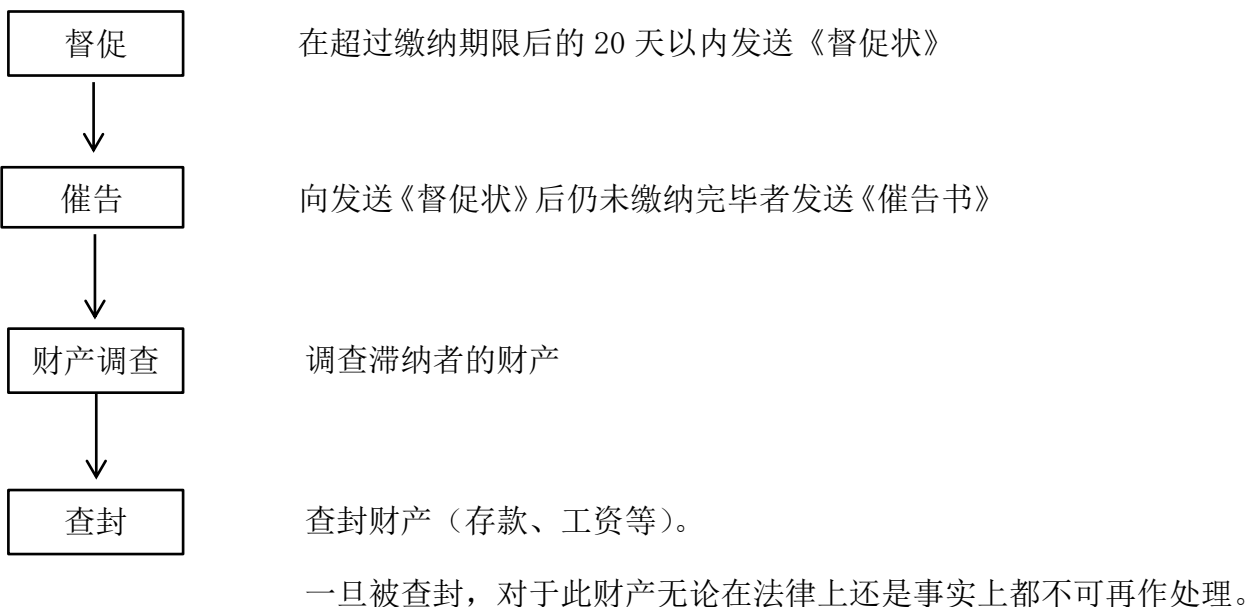 督促 在超过缴纳期限后的 20 天以内发送《督促状》
催告 向发送《督促状》后仍未缴纳完毕者发送《催告书》
财产调查 调查滞纳者的财产
查封 查封财产（存款、工资等）。
一旦被查封，对于此财产无论在法律上还是事实上都不可再作处理。